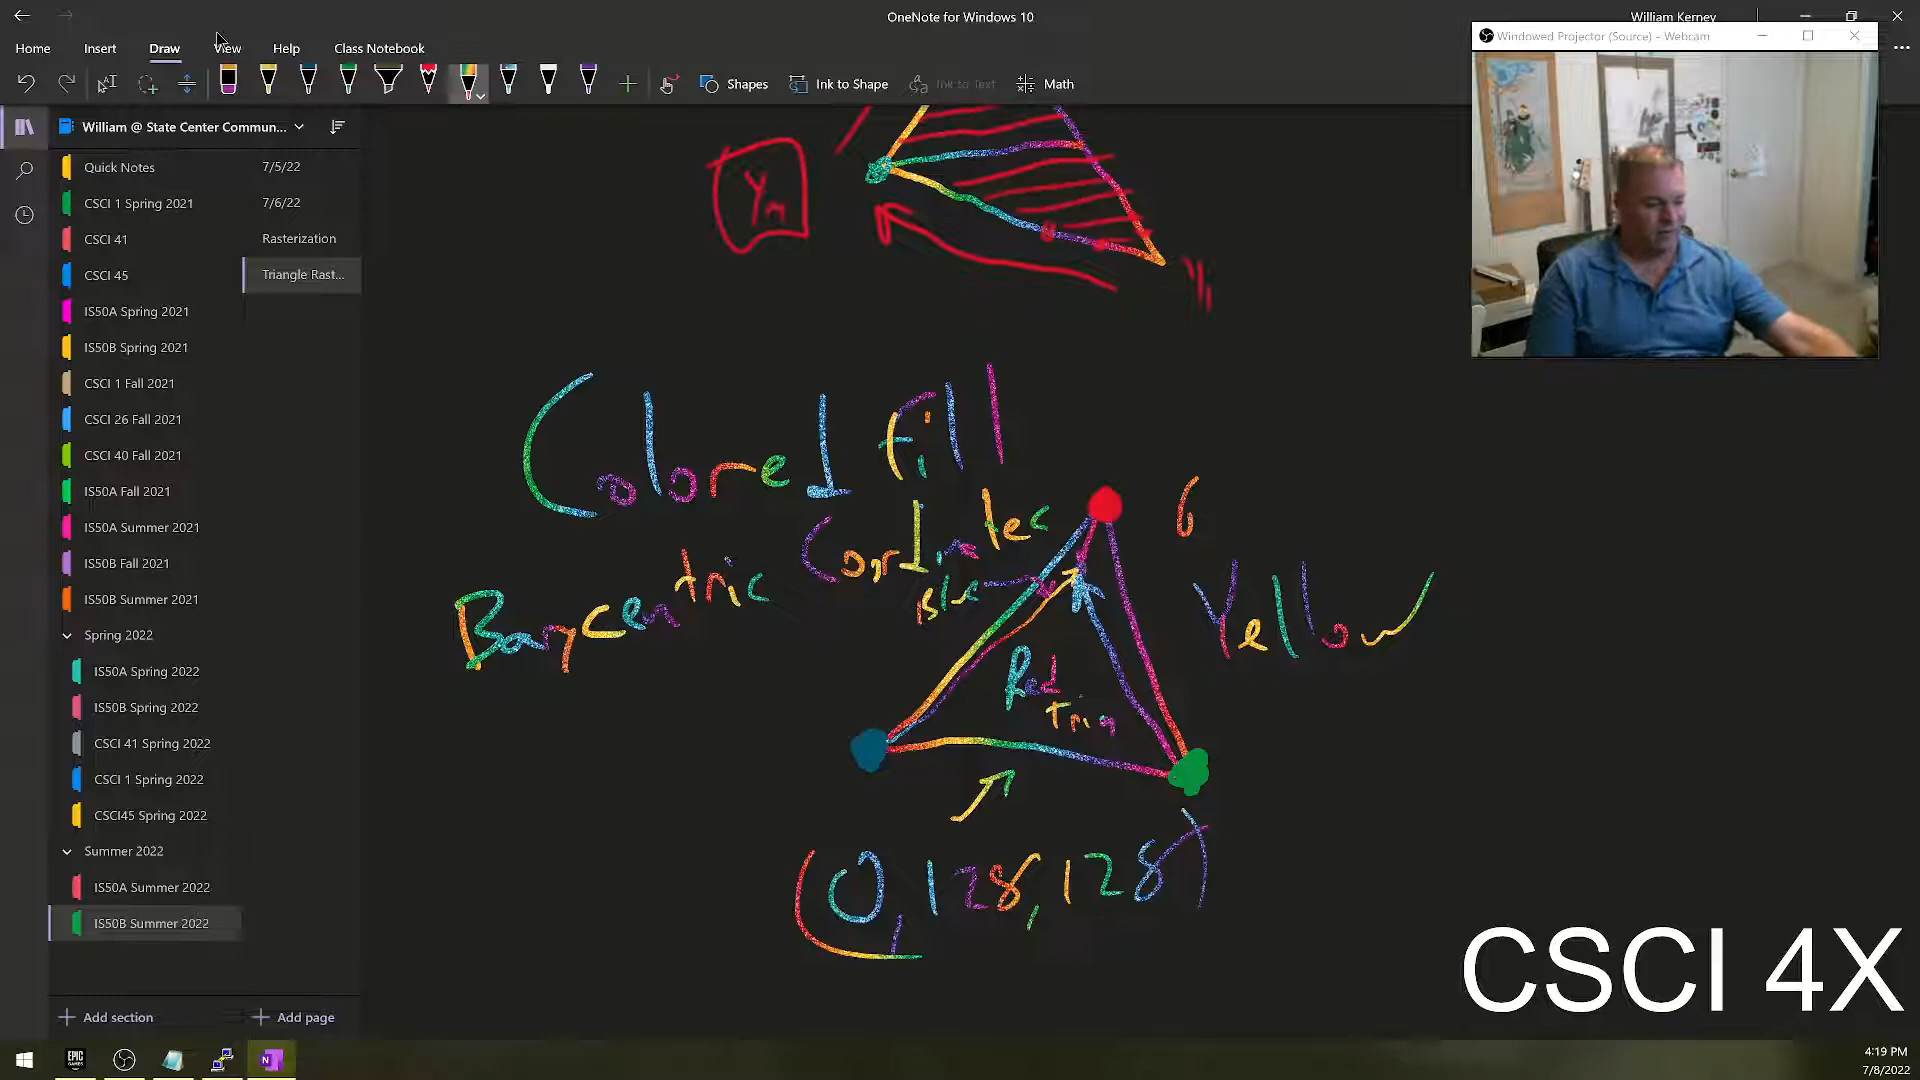 OneNote for Windows 10
William Kerney
Windowed Projector (Source) - Webcam
Home Insert Draw View Help Class Notebook
Shapes Ink to Shape Ink to Text Math
William @ State Center Commun...
Quick Notes
CSCI 1 Spring 2021
CSCI 41
CSCI 45
IS50A Spring 2021
IS50B Spring 2021
CSCI 1 Fall 2021
CSCI 26 Fall 2021
CSCI 40 Fall 2021
IS50A Fall 2021
IS50A Summer 2021
IS50B Fall 2021
IS50B Summer 2021
Spring 2022
IS50A Spring 2022
IS50B Spring 2022
CSCI 41 Spring 2022
CSCI 1 Spring 2022
CSCI45 Spring 2022
Summer 2022
IS50A Summer 2022
IS50B Summer 2022
Add section
7/5/22
7/6/22
Rasterization
Triangle Rast...
Add page
Colored fill
Barycentric
Blue
Yellow
Red
Tria
(0,128,128)
CSCI 4X
EPIC GAMES
N
4:19 PM
7/8/2022